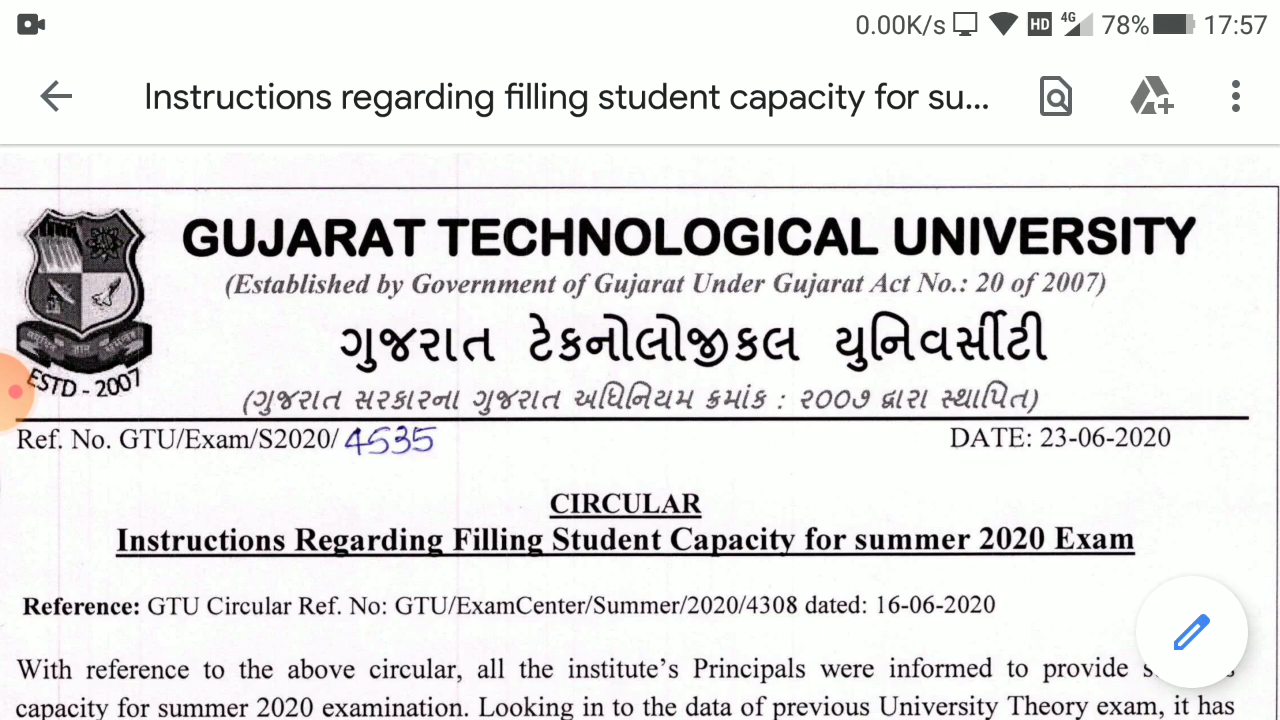 0.00K/s HD 4G 78% 17:57
Instructions regarding filling student capacity for su...
GUJARAT TECHNOLOGICAL UNIVERSITY
(Established by Government of Gujarat Under Gujarat Act No.: 20 of 2007)
ગુજરાત ટેકનોલોજીકલ યુનિવર્સીટી
(ગુજરાત સરકારના ગુજરાત અધિનિયમ ક્રમાંક : ૨૦૦૭ દ્વારા સ્થાપિત)
ESTD - 2007
Ref. No. GTU/Exam/S2020/ 4535 DATE: 23-06-2020
CIRCULAR
Instructions Regarding Filling Student Capacity for summer 2020 Exam
Reference: GTU Circular Ref. No: GTU/ExamCenter/Summer/2020/4308 dated: 16-06-2020
With reference to the above circular, all the institute's Principals were informed to provide
capacity for summer 2020 examination. Looking in to the data of previous University Theory exam, it has